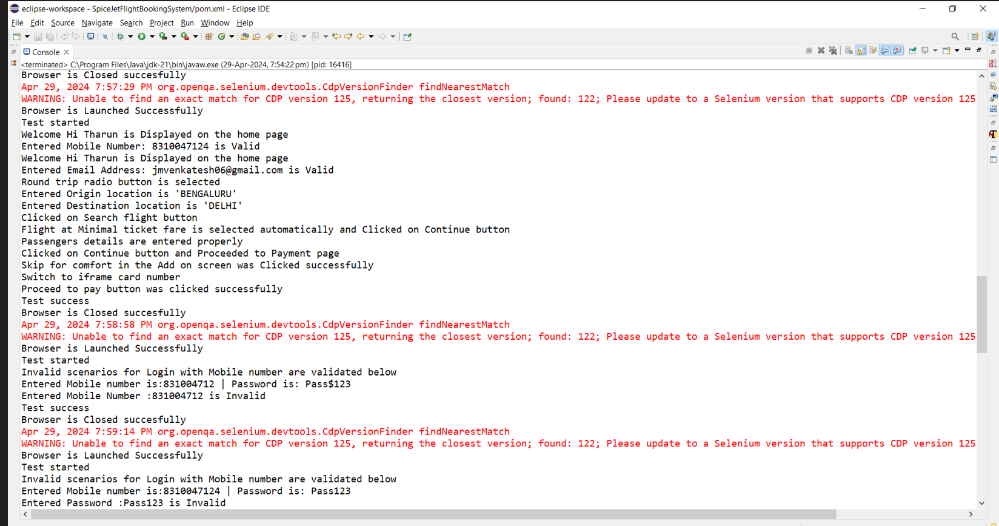 eclipse-workspace - SpiceJetFlightBookingSystem/pom.xml - Eclipse IDE
File Edit Source Navigate Search Project Run Window Help
Console
<terminated> C:\Program Files\Java\jdk-21\bin\javaw.exe (29-Apr-2024, 7:54:22 pm) [pid: 16416]
Browser is Closed succesfully
Apr 29, 2024 7:57:29 PM org.openqa.selenium.devtools.CdpVersionFinder findNearestMatch
WARNING: Unable to find an exact match for CDP version 125, returning the closest version; found: 122; Please update to a Selenium version that supports CDP version 125
Browser is Launched Successfully
Test started
Welcome Hi Tharun is Displayed on the home page
Entered Mobile Number: 8310047124 is Valid
Welcome Hi Tharun is Displayed on the home page
Entered Email Address: jmvenkatesh06@gmail.com is Valid
Round trip radio button is selected
Entered Origin location is 'BENGALURU'
Entered Destination location is 'DELHI'
Clicked on Search flight button
Flight at Minimal ticket fare is selected automatically and Clicked on Continue button
Passengers details are entered properly
Clicked on Continue button and Proceeded to Payment page
Skip for comfort in the Add on screen was Clicked successfully
Switch to iframe card number
Proceed to pay button was clicked successfully
Test success
Browser is Closed succesfully
Apr 29, 2024 7:58:58 PM org.openqa.selenium.devtools.CdpVersionFinder findNearestMatch
WARNING: Unable to find an exact match for CDP version 125, returning the closest version; found: 122; Please update to a Selenium version that supports CDP version 125
Browser is Launched Successfully
Test started
Invalid scenarios for Login with Mobile number are validated below
Entered Mobile number is:831004712 | Password is: Pass$123
Entered Mobile Number :831004712 is Invalid
Test success
Browser is Closed succesfully
Apr 29, 2024 7:59:14 PM org.openqa.selenium.devtools.CdpVersionFinder findNearestMatch
WARNING: Unable to find an exact match for CDP version 125, returning the closest version; found: 122; Please update to a Selenium version that supports CDP version 125
Browser is Launched Successfully
Test started
Invalid scenarios for Login with Mobile number are validated below
Entered Mobile number is:8310047124 | Password is: Pass123
Entered Password :Pass123 is Invalid